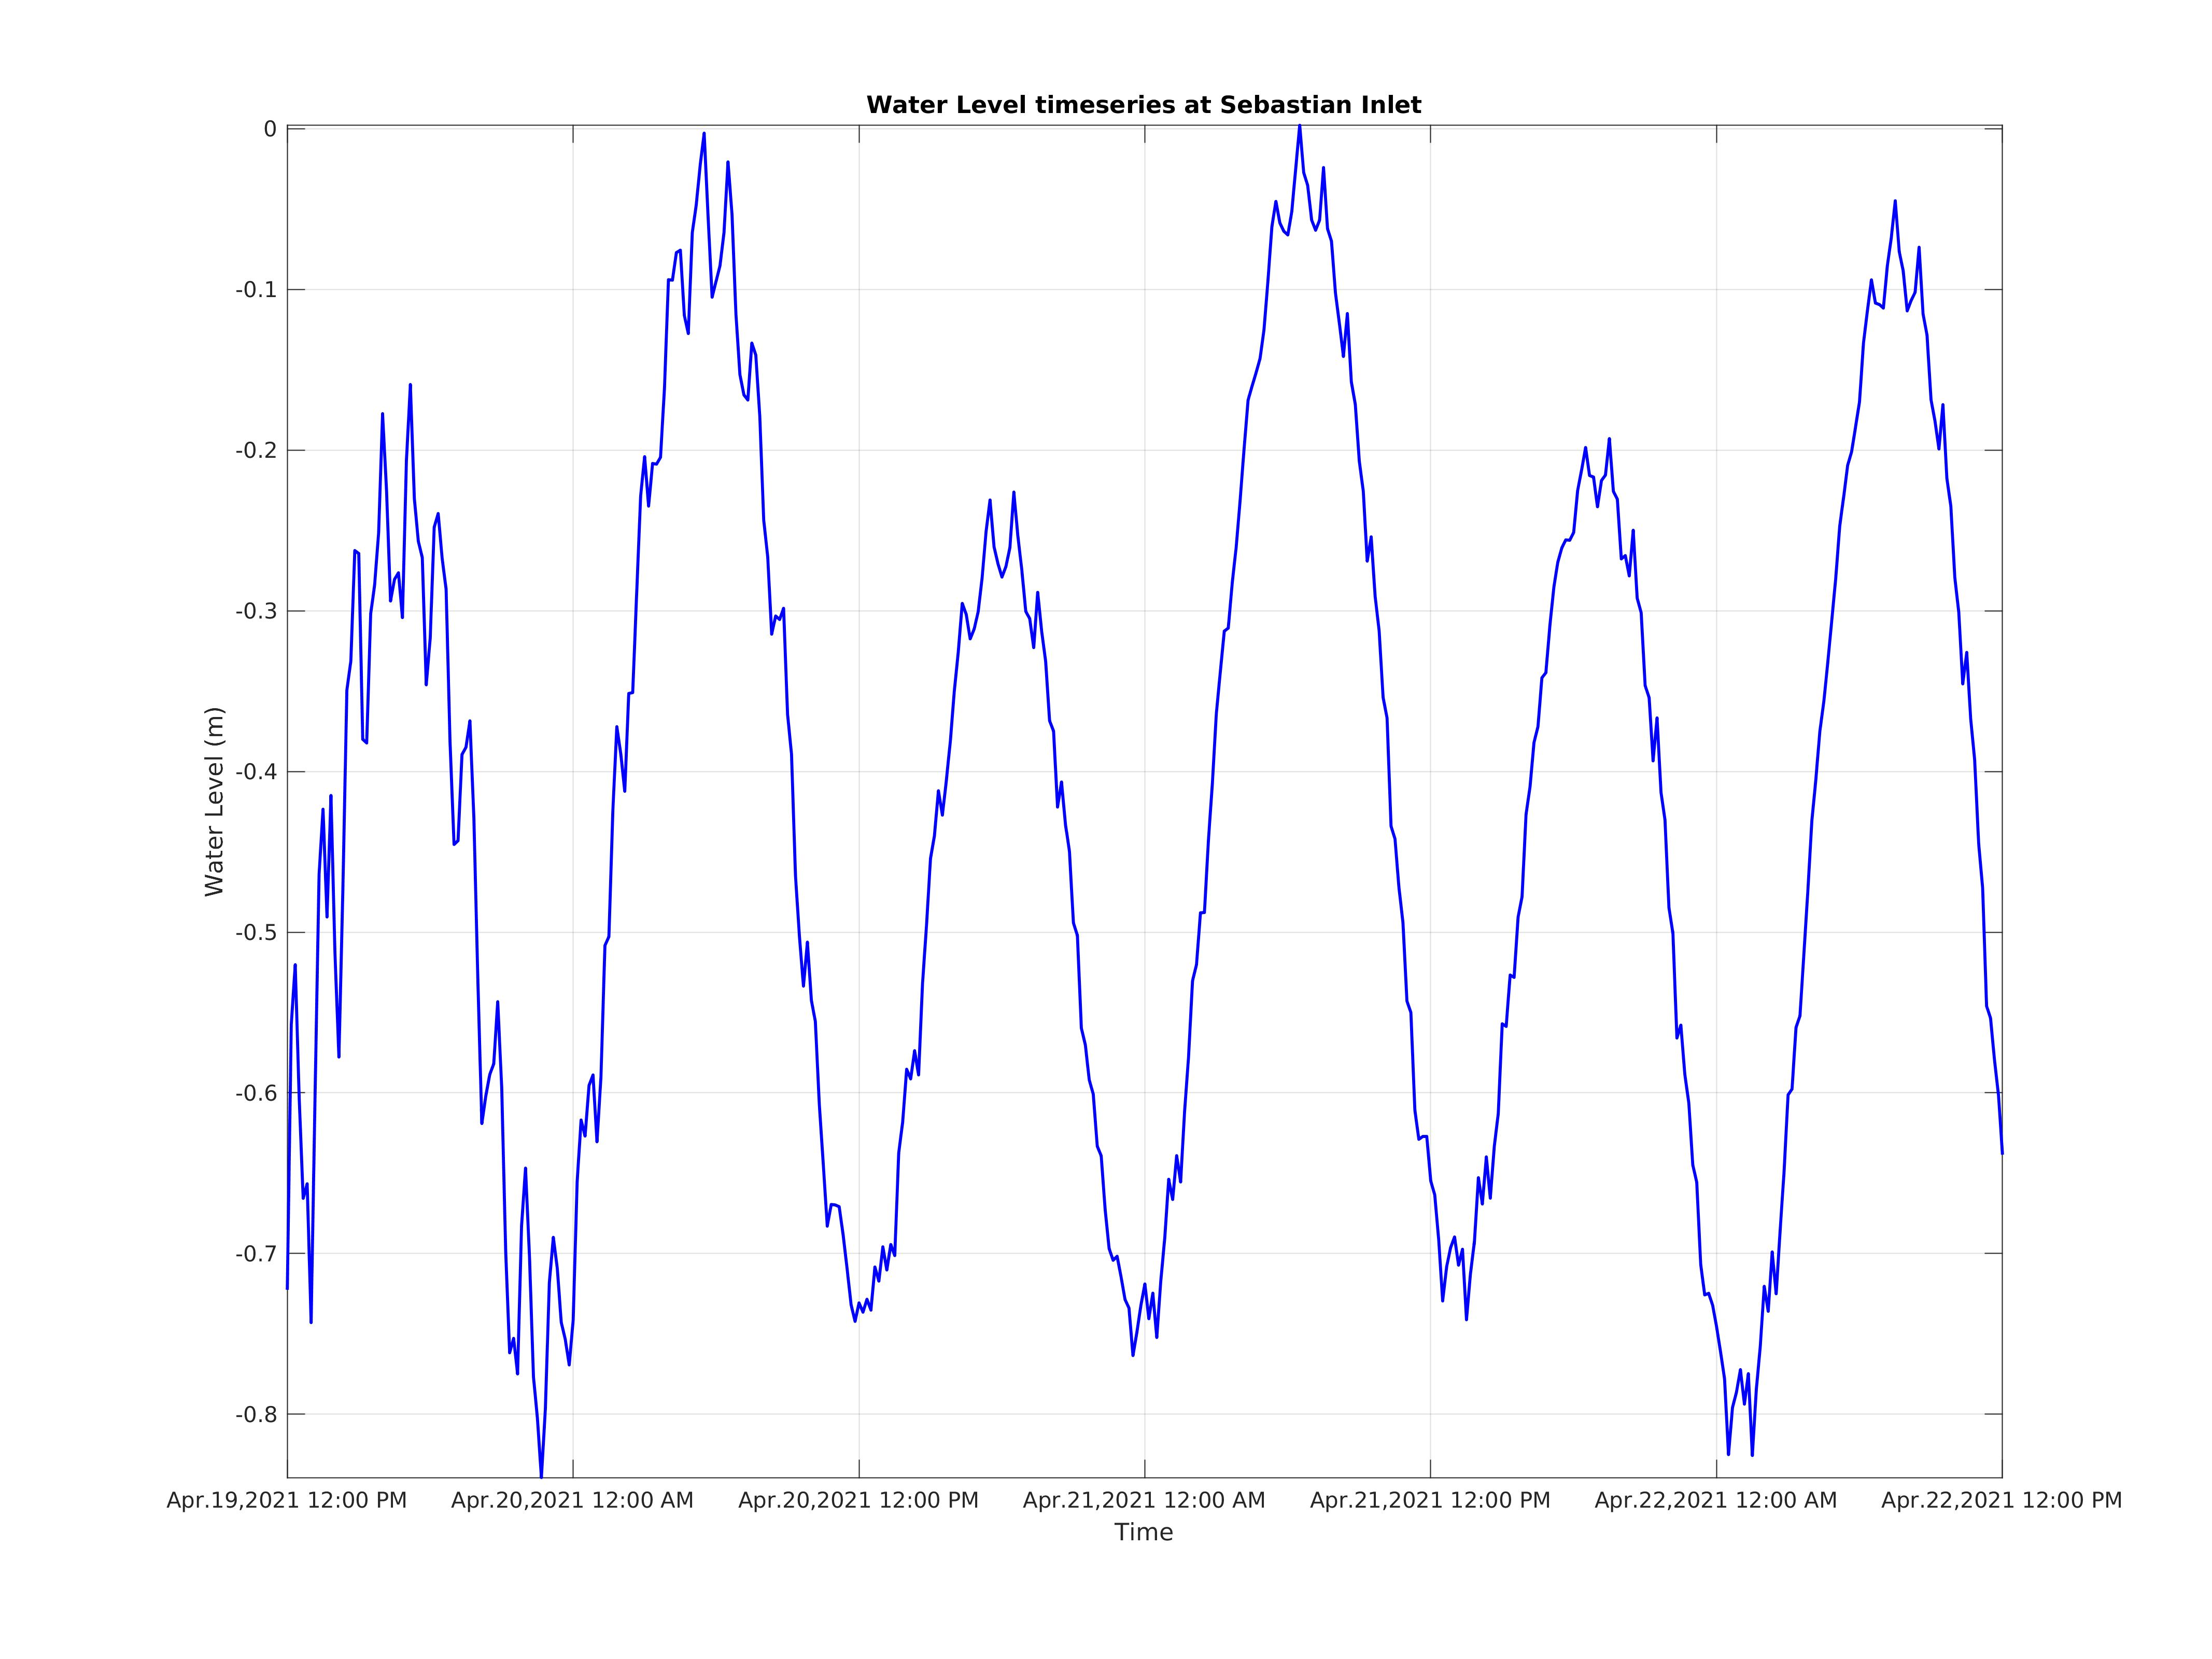 Water Level timeseries at Sebastian Inlet
0
-0.1
-0.2
-0.3
-0.4
-0.5
-0.6
-0.7
-0.8
Water Level (m)
Apr.19,2021 12:00 PM
Apr.20,2021 12:00 AM
Apr.20,2021 12:00 PM
Apr.21,2021 12:00 AM
Apr.21,2021 12:00 PM
Apr.22,2021 12:00 AM
Apr.22,2021 12:00 PM
Time